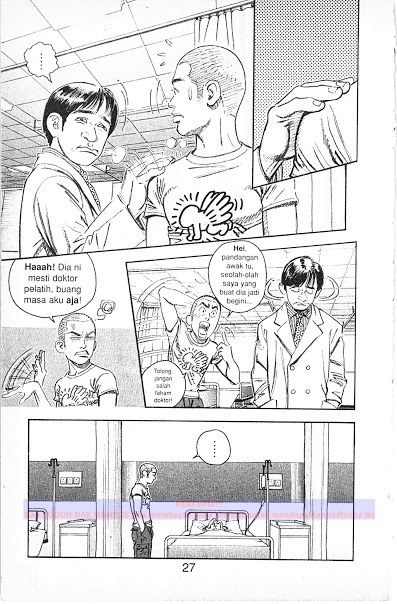 ......
Haaah! Dia ni
mesti doktor
pelatih, buang
masa aku aja!
Hei,
pandangan
awak tu,
seolah-olah
saya yang
buat dia jadi
begini...
Tolong,
jangan
salah
faham
doktor!
......
PERCUMA!!!
27